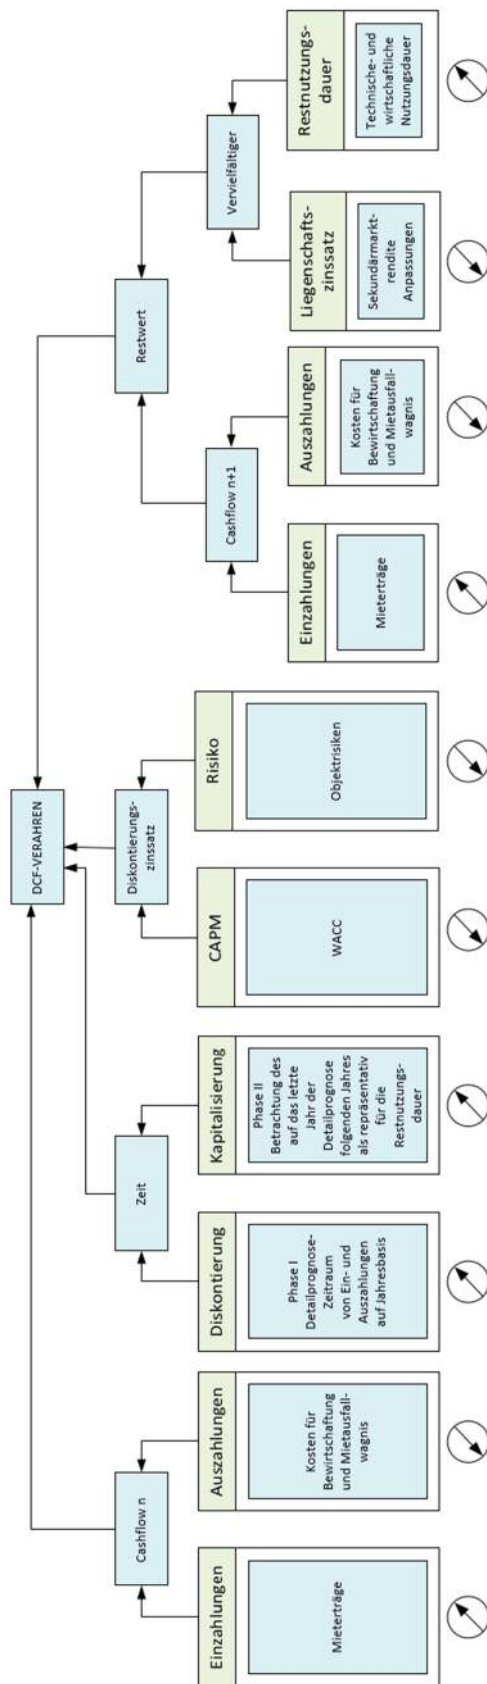 DCF-VERAHREN
Cashflow n
Zeit
Diskontierungs-
zinssatz
Restwert
Cashflow n+1
Vervielfältiger
Einzahlungen
Mieterträge
Auszahlungen
Kosten für
Bewirtschaftung
und Mietausfall-
wagnis
Diskontierung
Phase I
Detailprognose-
Zeitraum
von Ein- und
Auszahlungen
auf Jahresbasis
Kapitalisierung
Phase II
Betrachtung des
auf das letzte
Jahr der
Detailprognose
folgenden Jahres
als repräsentativ
für die
Restnutzungs-
dauer
CAPM
WACC
Risiko
Objektrisiken
Einzahlungen
Mieterträge
Auszahlungen
Kosten für
Bewirtschaftung
und Mietausfall-
wagnis
Liegenschafts-
zinssatz
Sekundärmarkt-
rendite
Anpassungen
Restnutzungs-
dauer
Technische- und
wirtschaftliche
Nutzungsdauer